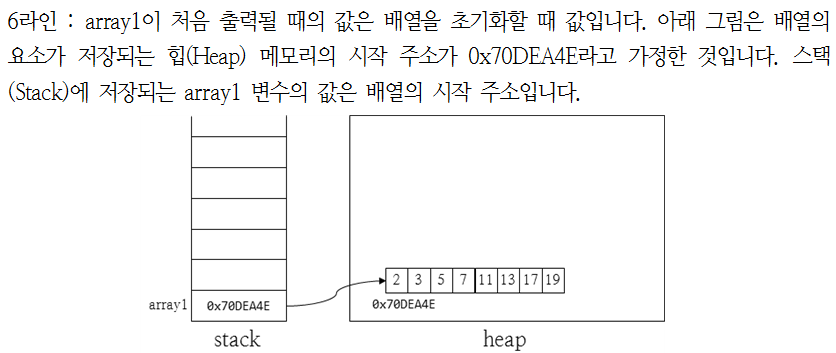 6라인 : array1이 처음 출력될 때의 값은 배열을 초기화할 때 값입니다. 아래 그림은 배열의
요소가 저장되는 힙(Heap) 메모리의 시작 주소가 0x70DEA4E라고 가정한 것입니다. 스택
(Stack)에 저장되는 array1 변수의 값은 배열의 시작 주소입니다.
2 3 5 7 11 13 17 19
array1 0x70DEA4E 0x70DEA4E
stack heap